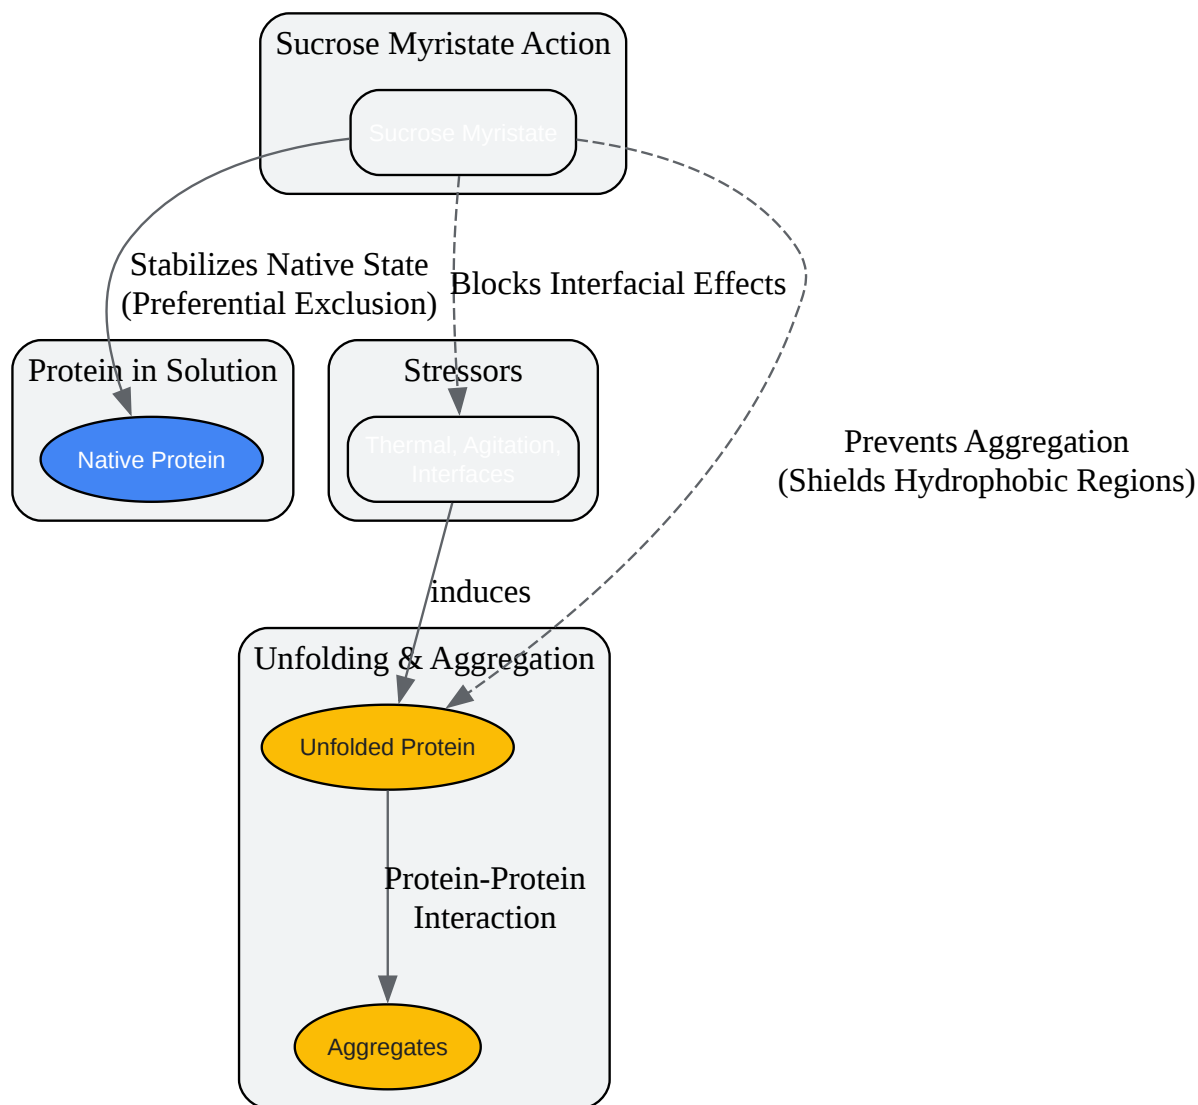 Sucrose Myristate Action
Sucrose Myristate
Stabilizes Native State
(Preferential Exclusion)
Blocks Interfacial Effects
Protein in Solution
Native Protein
Stressors
Thermal, Agitation,
Interfaces
Prevents Aggregation
(Shields Hydrophobic Regions)
induces
Unfolding & Aggregation
Unfolded Protein
Protein-Protein
Interaction
Aggregates